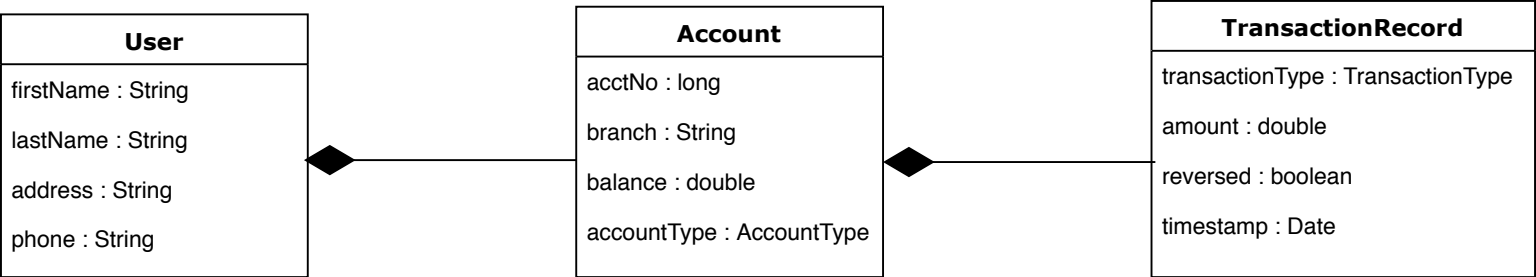 User
firstName : String
lastName : String
address : String
phone : String
Account
acctNo : long
branch : String
balance : double
accountType : AccountType
TransactionRecord
transactionType : TransactionType
amount : double
reversed : boolean
timestamp : Date